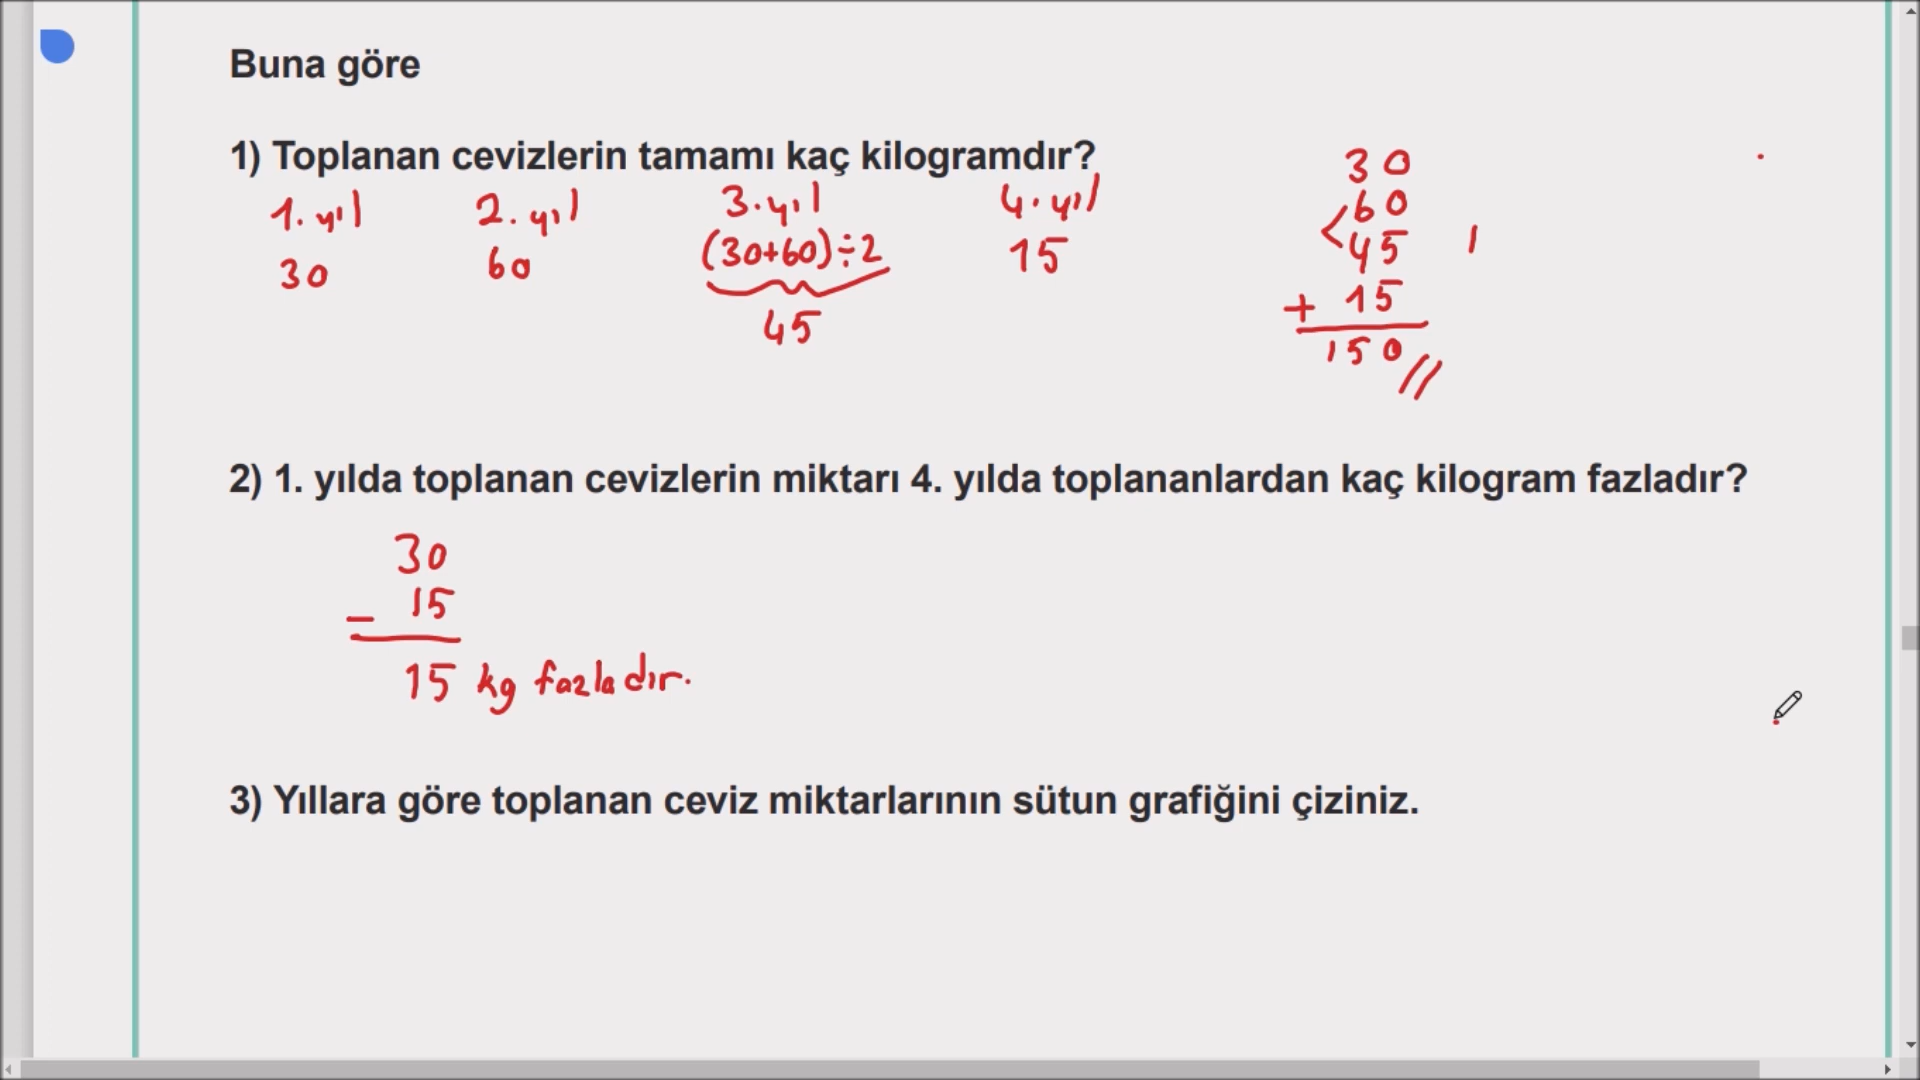 Buna göre
1) Toplanan cevizlerin tamamı kaç kilogramdır?
1. yıl 2. yıl 3. yıl 4. yıl
30 60 (30+60)÷2 15
45
30
60
45
+ 15
150
2) 1. yılda toplanan cevizlerin miktarı 4. yılda toplananlardan kaç kilogram fazladır?
30
- 15
15 kg fazladır.
3) Yıllara göre toplanan ceviz miktarlarının sütun grafiğini çiziniz.